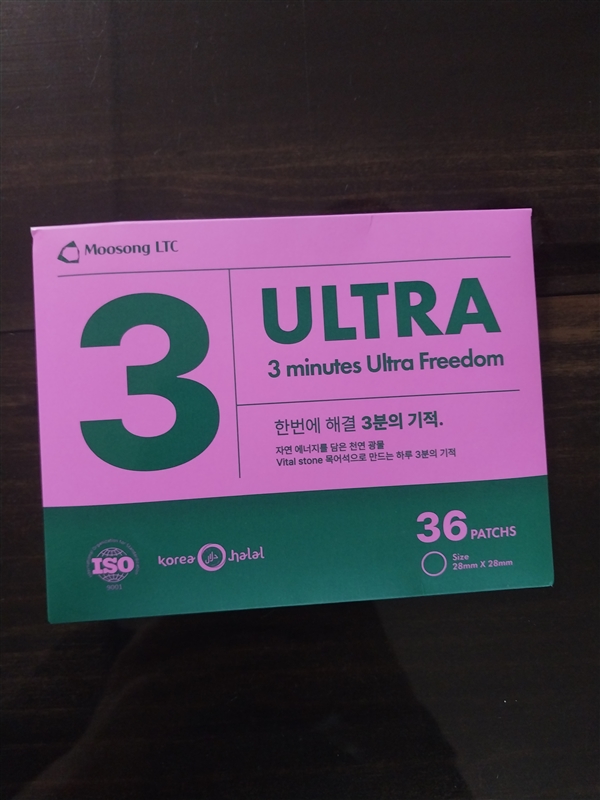 Moosong LTC
3
ULTRA
3 minutes Ultra Freedom
한번에 해결 3분의 기적.
자연 에너지를 담은 천연 광물
Vital stone 목어석으로 만드는 하루 3분의 기적
36 PATCHS
Size
28mm X 28mm
ISO
9001
korea حلال halal